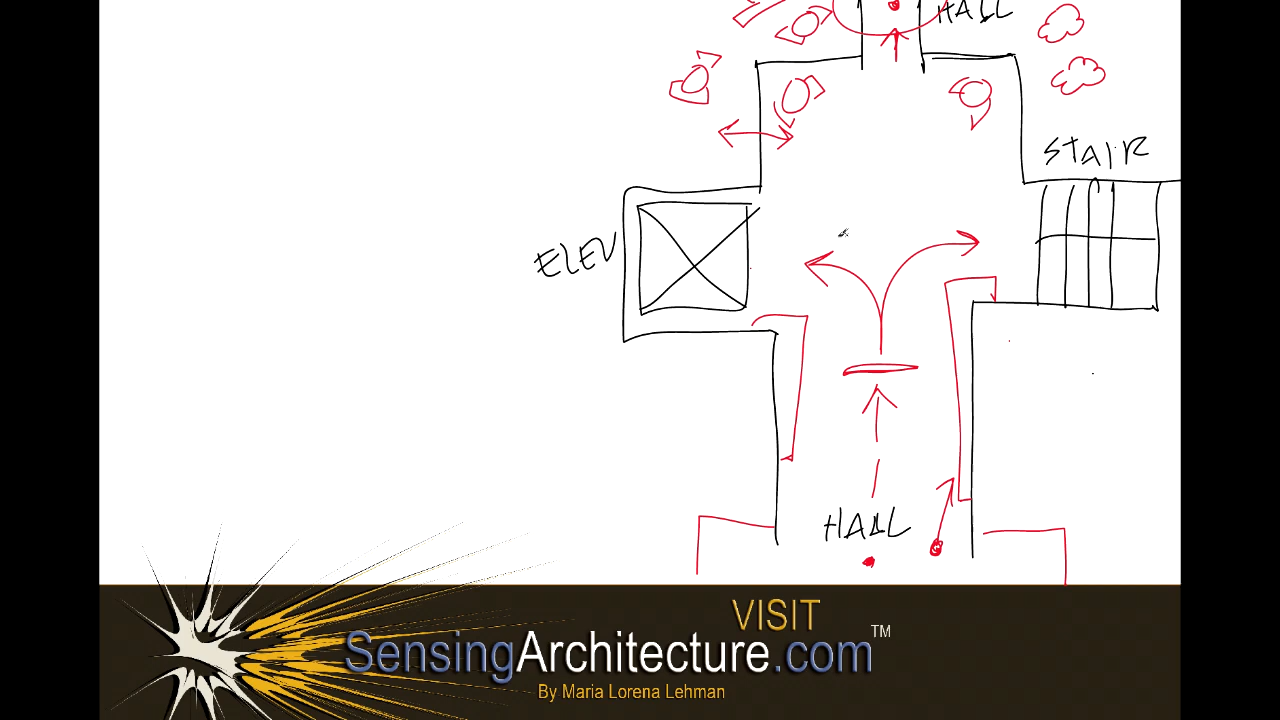 HALL
STAIR
ELEV
HALL
VISIT
SensingArchitecture.com™
By Maria Lorena Lehman